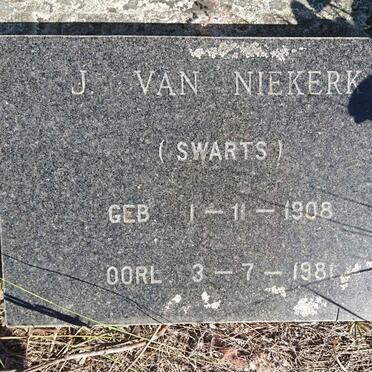 J. VAN NIEKERK
(SWARTS)
GEB. 1-11-1908
OORL. 3-7-1981